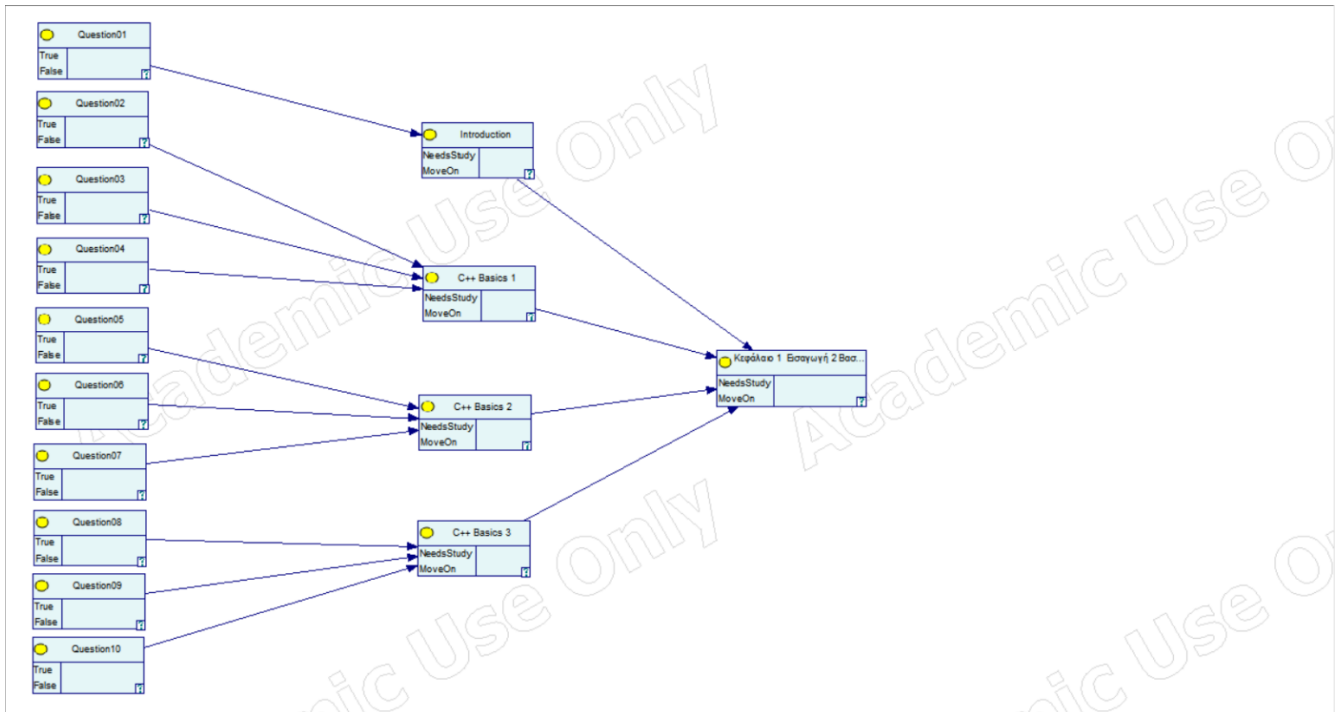 Question01
True
False
Question02
True
False
Question03
True
False
Question04
True
False
Question05
True
False
Question06
True
False
Question07
True
False
Question08
True
False
Question09
True
False
Question10
True
False
Introduction
NeedsStudy
MoveOn
C++ Basics 1
NeedsStudy
MoveOn
C++ Basics 2
NeedsStudy
MoveOn
C++ Basics 3
NeedsStudy
MoveOn
Κεφάλαιο 1 Εισαγωγή 2 Βασ...
NeedsStudy
MoveOn
Academic Use Only
Academic Use O
mic Use Only
mic Use O